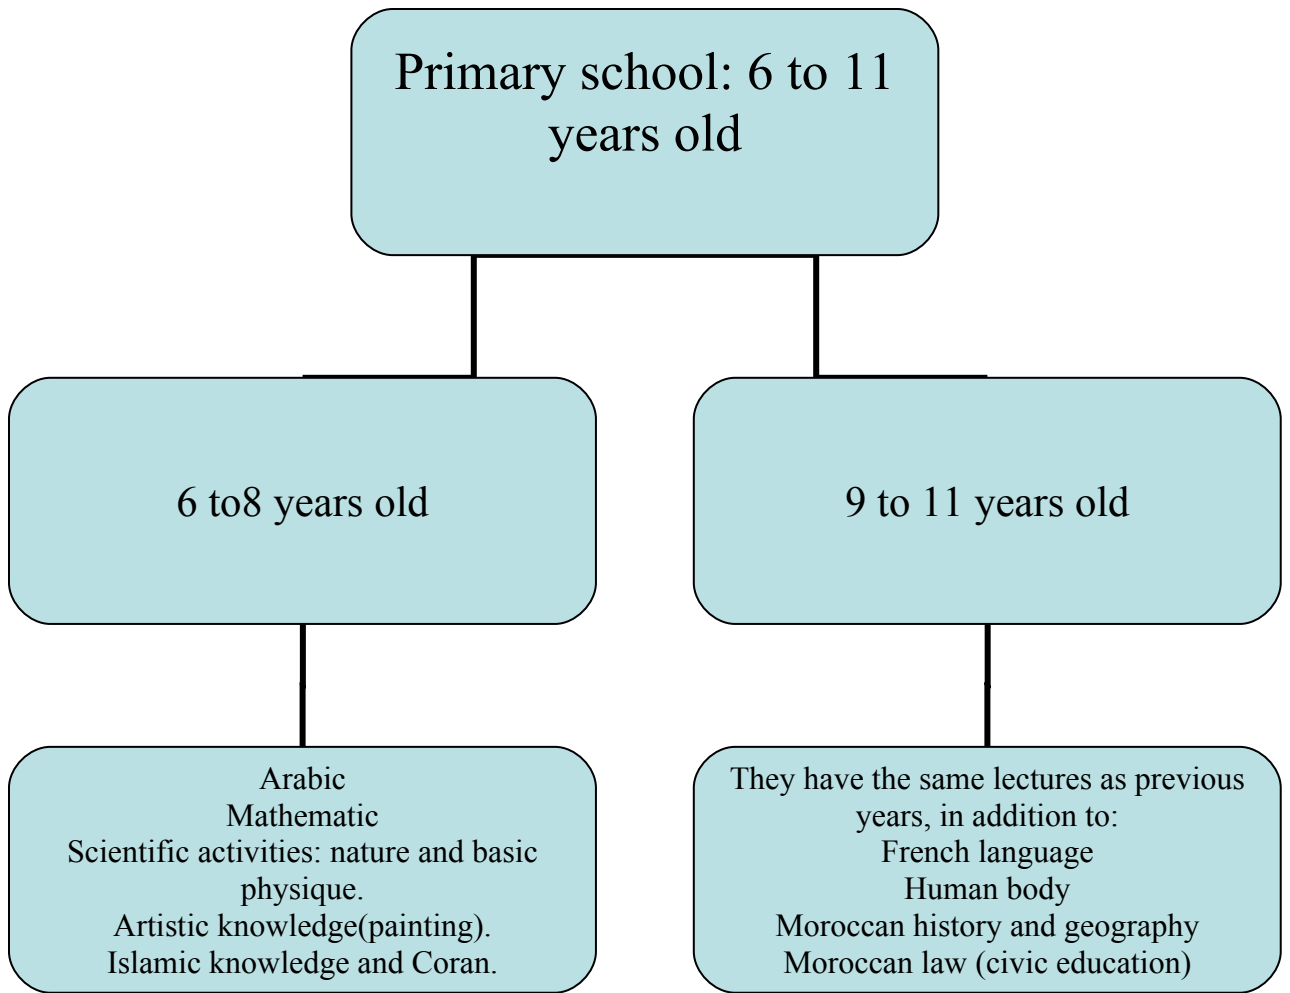 Primary school: 6 to 11
years old
6 to8 years old
9 to 11 years old
Arabic
Mathematic
Scientific activities: nature and basic
physique.
Artistic knowledge(painting).
Islamic knowledge and Coran.
They have the same lectures as previous
years, in addition to:
French language
Human body
Moroccan history and geography
Moroccan law (civic education)